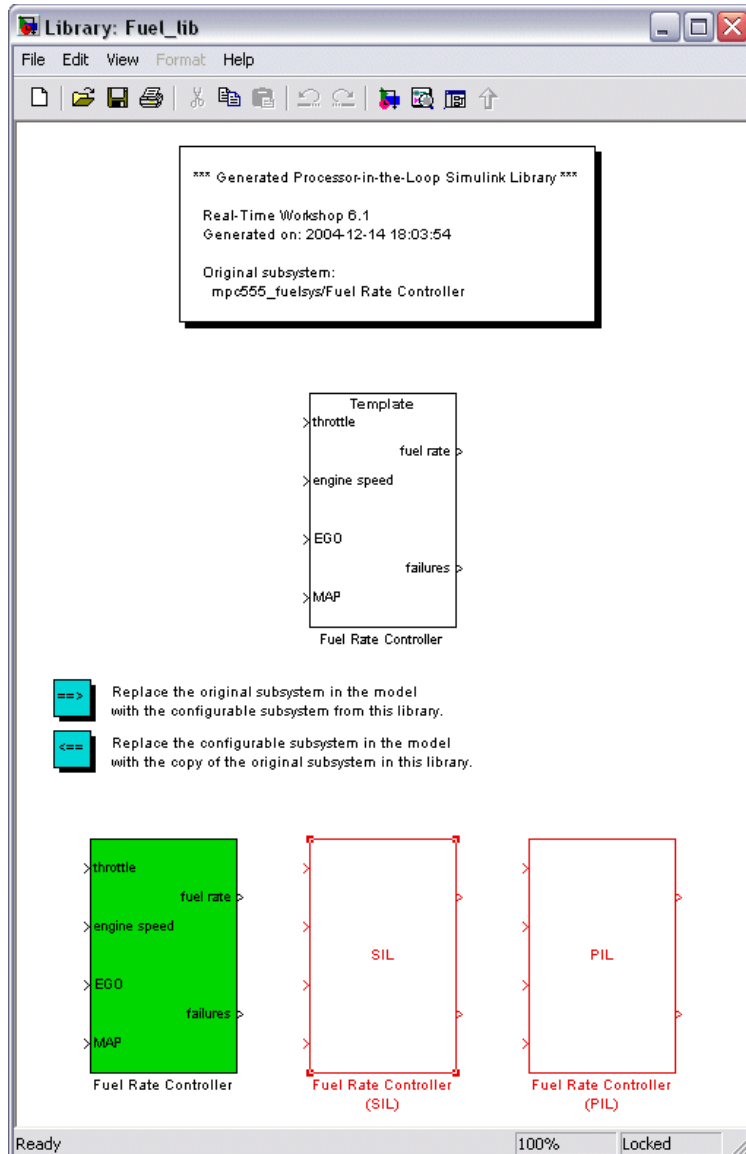 Library: Fuel_lib
File Edit View Format Help
*** Generated Processor-in-the-Loop Simulink Library ***
Real-Time Workshop 6.1
Generated on: 2004-12-14 18:03:54
Original subsystem:
mpc555_fuelsys/Fuel Rate Controller
Template
throttle
fuel rate
engine speed
EGO
failures
MAP
Fuel Rate Controller
==>
Replace the original subsystem in the model
with the configurable subsystem from this library.
<==
Replace the configurable subsystem in the model
with the copy of the original subsystem in this library.
throttle
fuel rate
engine speed
EGO
failures
MAP
Fuel Rate Controller
SIL
Fuel Rate Controller
(SIL)
PIL
Fuel Rate Controller
(PIL)
Ready 100% Locked